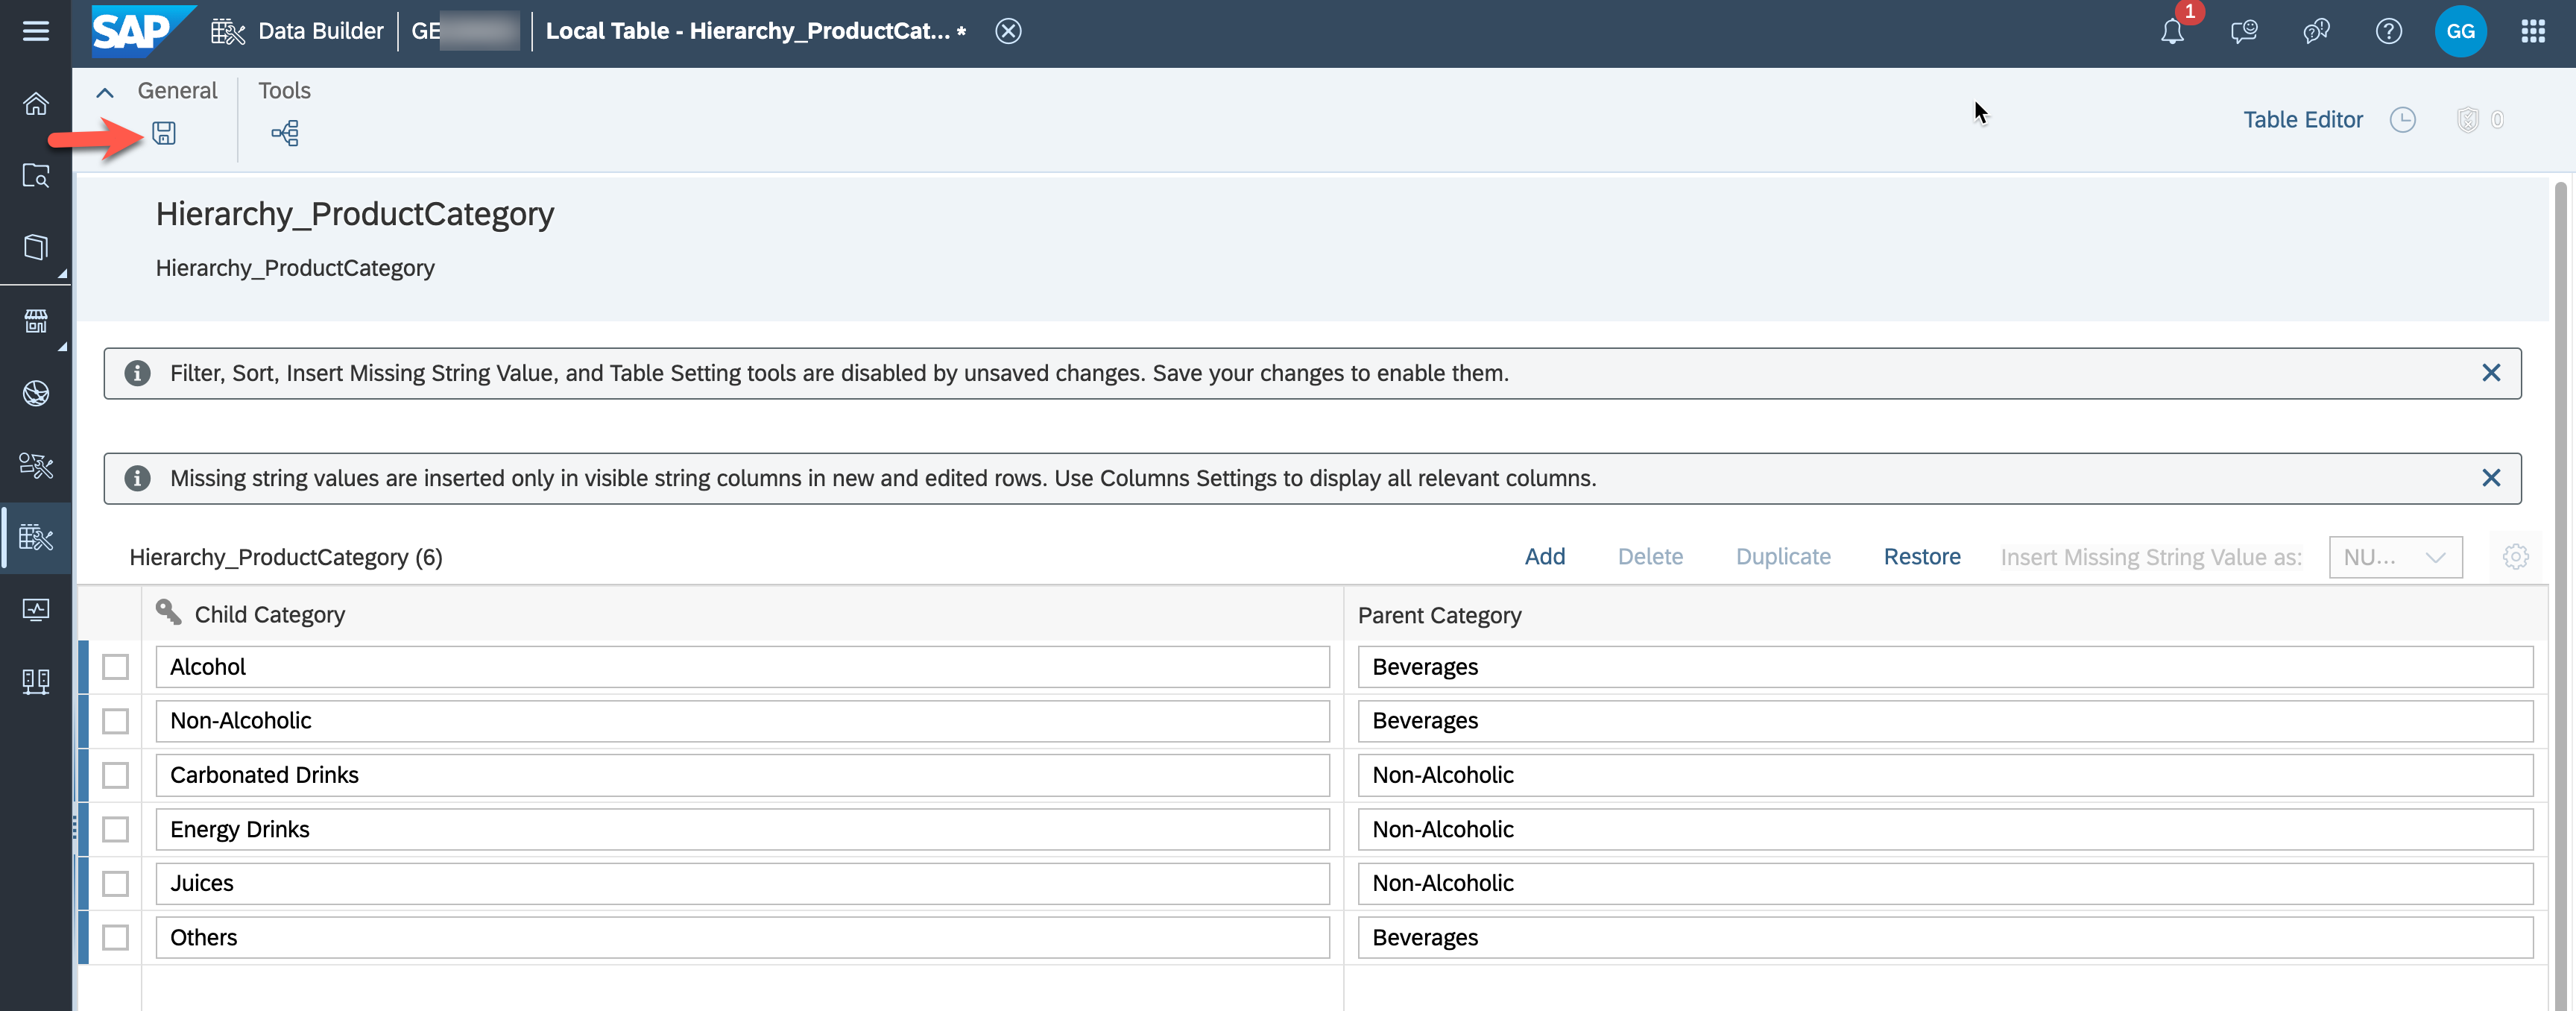 SAP Data Builder GE Local Table - Hierarchy_ProductCat... * 1 GG
General Tools
Table Editor 0
Hierarchy_ProductCategory
Hierarchy_ProductCategory
Filter, Sort, Insert Missing String Value, and Table Setting tools are disabled by unsaved changes. Save your changes to enable them.
Missing string values are inserted only in visible string columns in new and edited rows. Use Columns Settings to display all relevant columns.
Hierarchy_ProductCategory (6) Add Delete Duplicate Restore Insert Missing String Value as: NU...
Child Category Parent Category
Alcohol Beverages
Non-Alcoholic Beverages
Carbonated Drinks Non-Alcoholic
Energy Drinks Non-Alcoholic
Juices Non-Alcoholic
Others Beverages